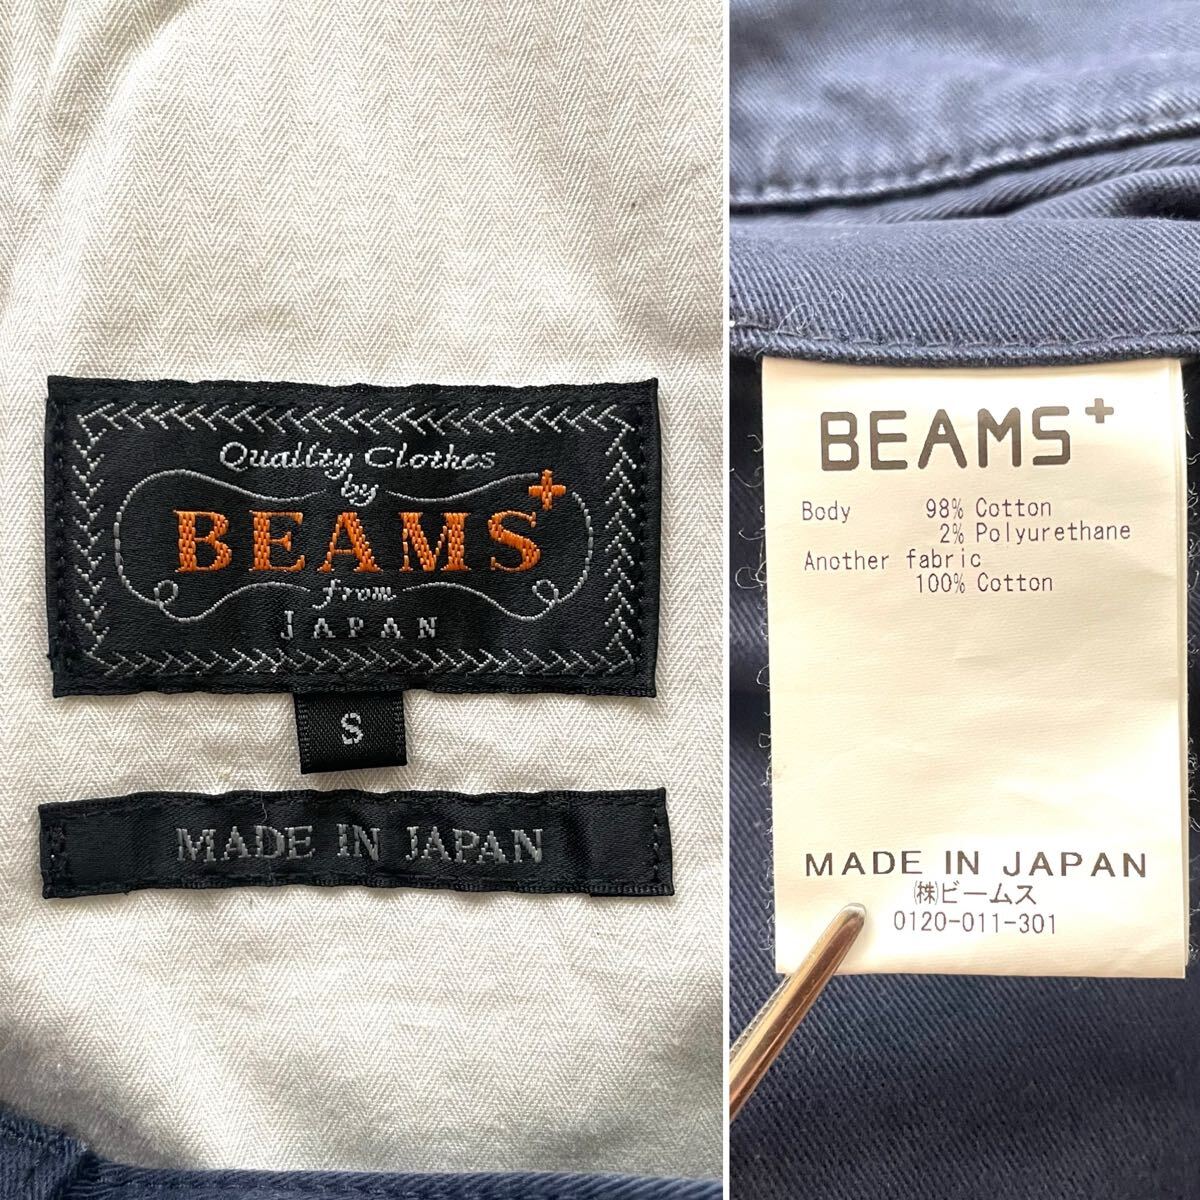 Quality Clothes
by
BEAMS+
from
JAPAN
S
MADE IN JAPAN
BEAMS+
Body 98% Cotton
2% Polyurethane
Another fabric
100% Cotton
MADE IN JAPAN
㈱ビームス
0120-011-301